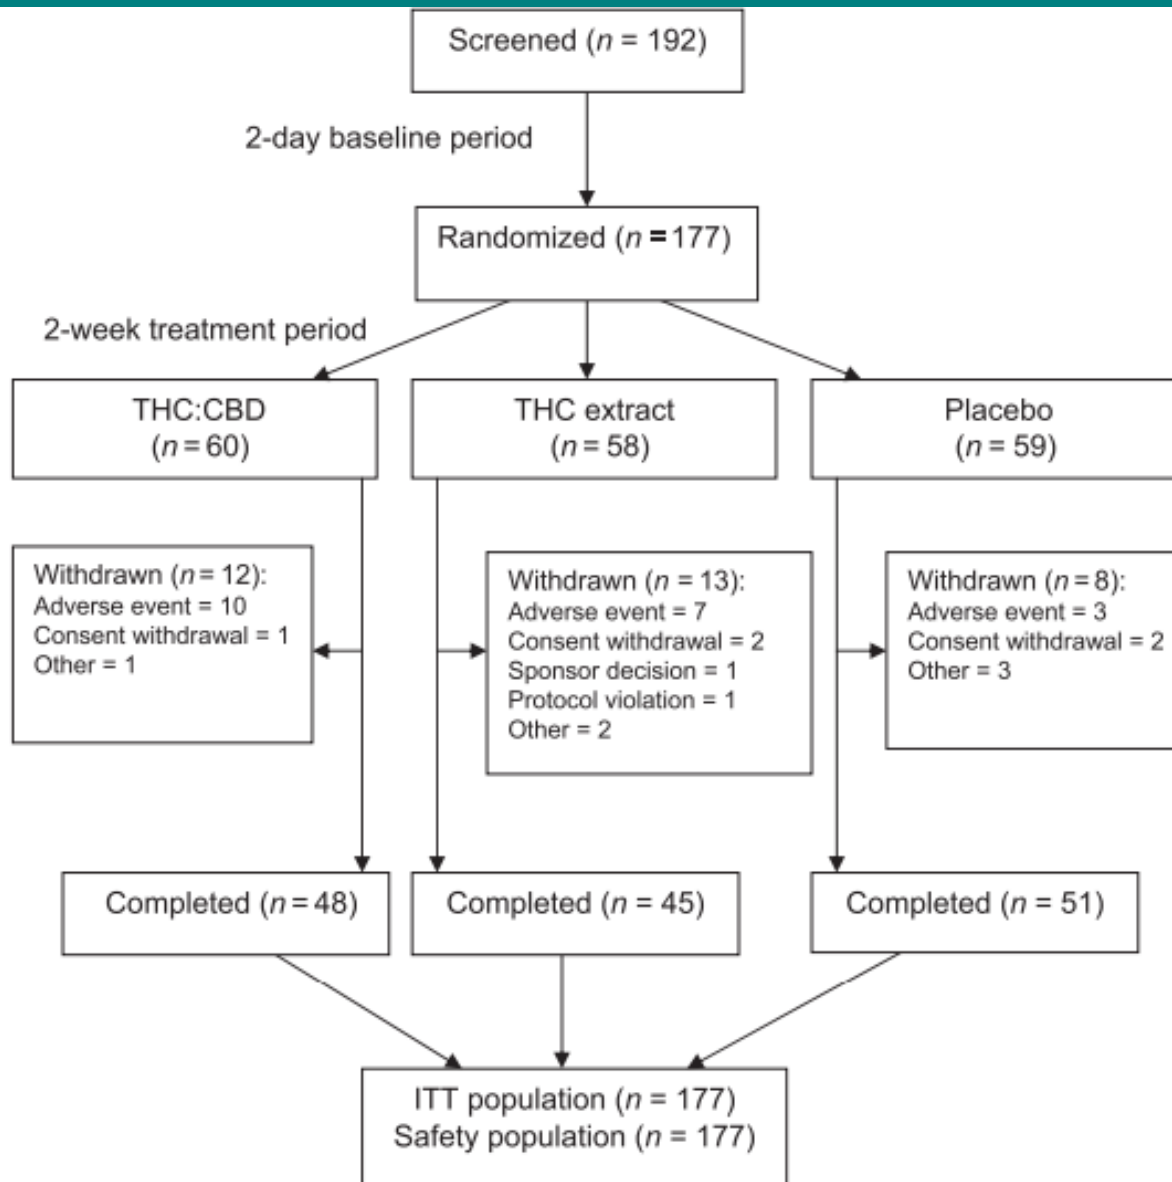 Screened (n = 192)
2-day baseline period
Randomized (n = 177)
2-week treatment period
THC:CBD
(n = 60)
THC extract
(n = 58)
Placebo
(n = 59)
Withdrawn (n = 12):
Adverse event = 10
Consent withdrawal = 1
Other = 1
Withdrawn (n = 13):
Adverse event = 7
Consent withdrawal = 2
Sponsor decision = 1
Protocol violation = 1
Other = 2
Withdrawn (n = 8):
Adverse event = 3
Consent withdrawal = 2
Other = 3
Completed (n = 48)
Completed (n = 45)
Completed (n = 51)
ITT population (n = 177)
Safety population (n = 177)